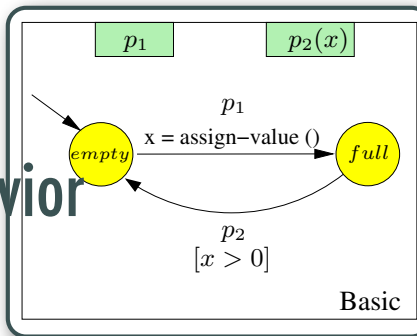 p₁ p₂(x)
p₁
x = assign−value ()
empty full
vior
p₂
[x > 0]
Basic